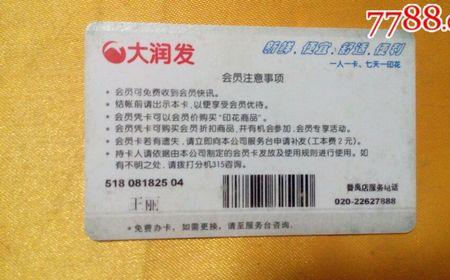 7788.c
大润发
新鲜、便宜、舒适、便利
一人一卡、七天一印花
会员注意事项
会员可免费收到会员快讯。
结帐前请出示本卡，以便享受会员优待。
会员凭卡可以会员价购买“印花商品”。
会员凭卡可购买会员折扣商品，并有机会参加，会员专享活动。
会员卡若有遗失，请立即向本公司服务台申请补发（工本费2元）。
持卡人请依据由本公司制定的会员卡发放及使用规则进行使用。如
有不明之处，请拨打分机315咨询。
518 081825 04
王丽
番禺店服务电话
020-22627888
*免费办卡，如需更换，请至服务台咨询。